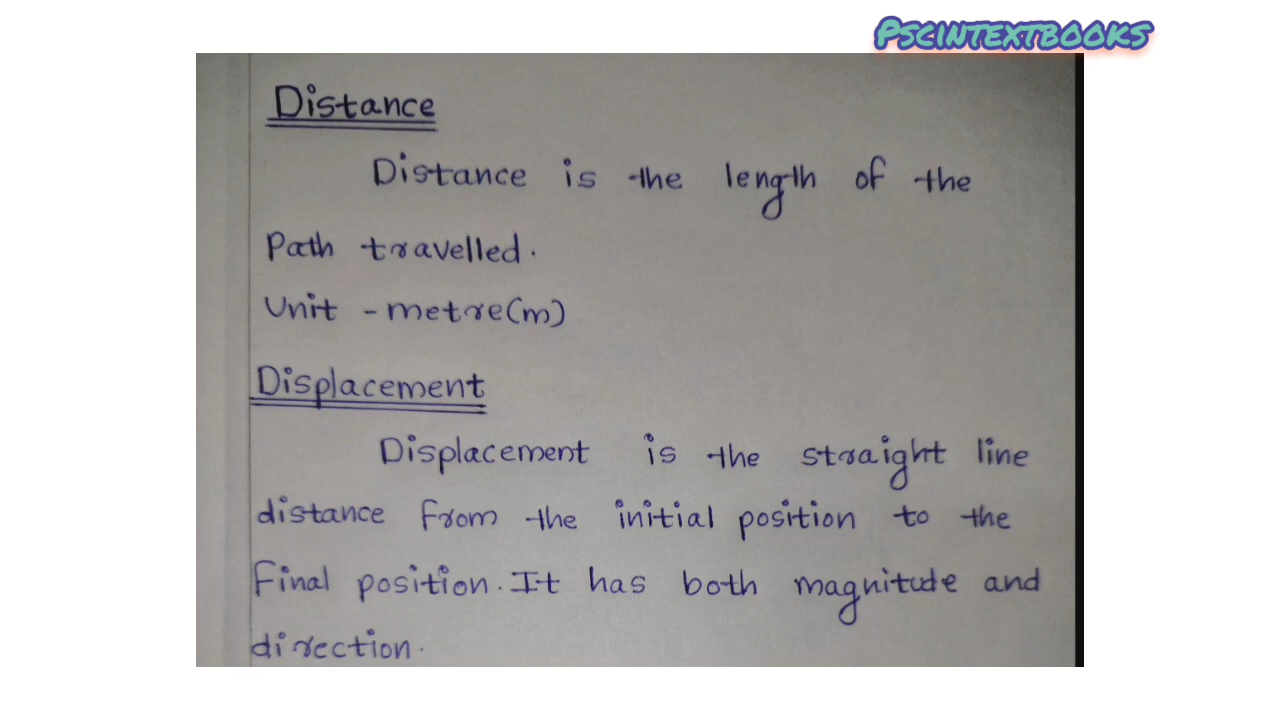 PSCINTEXTBOOKS
Distance
Distance is the length of the
Path travelled.
Unit - metre(m)
Displacement
Displacement is the straight line
distance from the initial position to the
Final position. It has both magnitude and
direction.